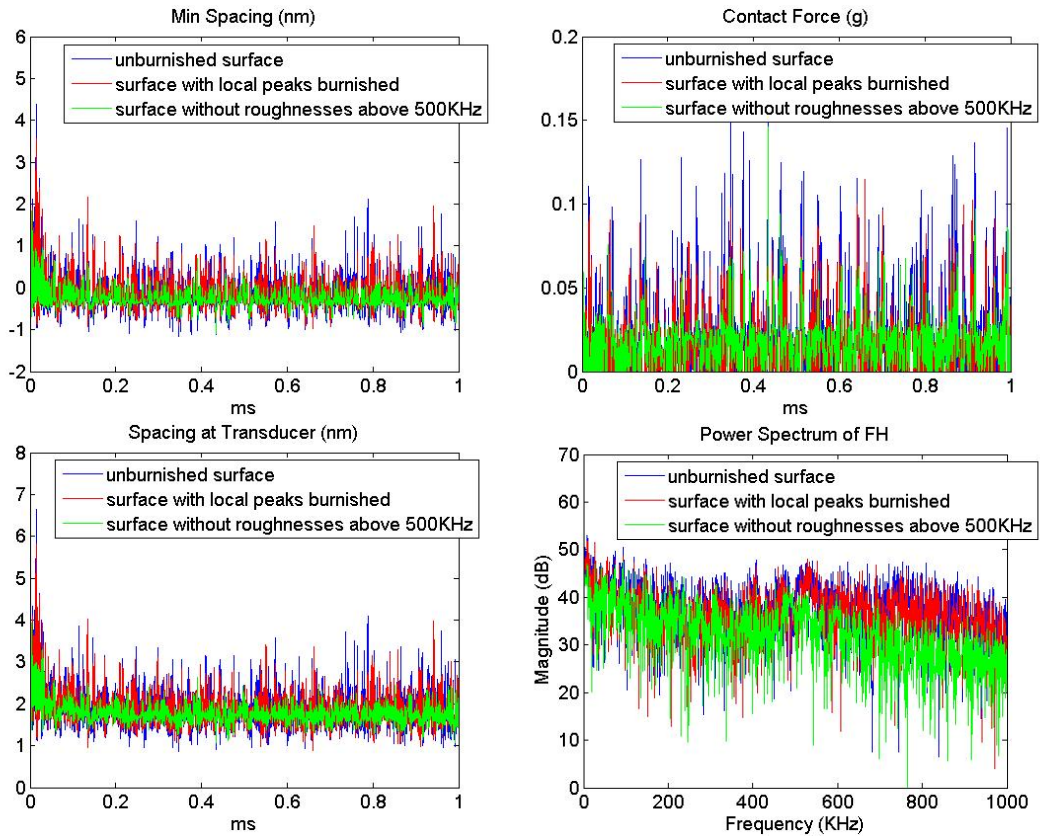 Min Spacing (nm)
6
5
4
3
2
1
0
-1
-2
unburnished surface
surface with local peaks burnished
surface without roughnesses above 500KHz
0
0.2
0.4
0.6
0.8
1
ms
Contact Force (g)
0.2
0.15
0.1
0.05
0
unburnished surface
surface with local peaks burnished
surface without roughnesses above 500KHz
0
0.2
0.4
0.6
0.8
1
ms
Spacing at Transducer (nm)
8
7
6
5
4
3
2
1
0
unburnished surface
surface with local peaks burnished
surface without roughnesses above 500KHz
0
0.2
0.4
0.6
0.8
1
ms
Power Spectrum of FH
Magnitude (dB)
70
60
50
40
30
20
10
0
unburnished surface
surface with local peaks burnished
surface without roughnesses above 500KHz
0
200
400
600
800
1000
Frequency (KHz)